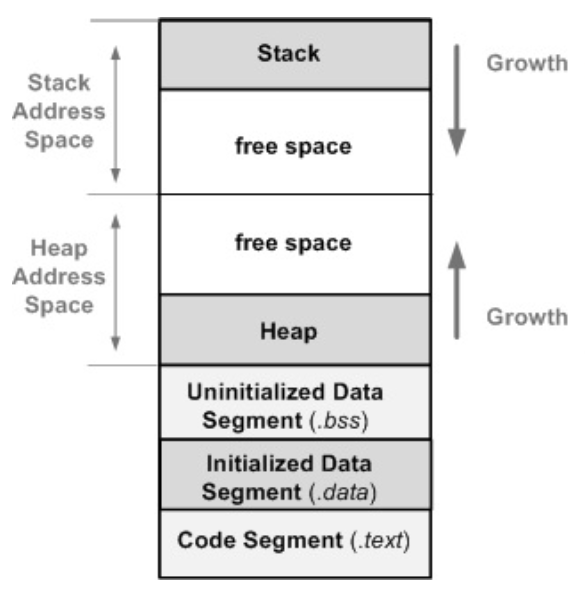 Stack
Growth
Stack
Address
Space
free space
free space
Heap
Address
Space
Growth
Heap
Uninitialized Data
Segment (.bss)
Initialized Data
Segment (.data)
Code Segment (.text)